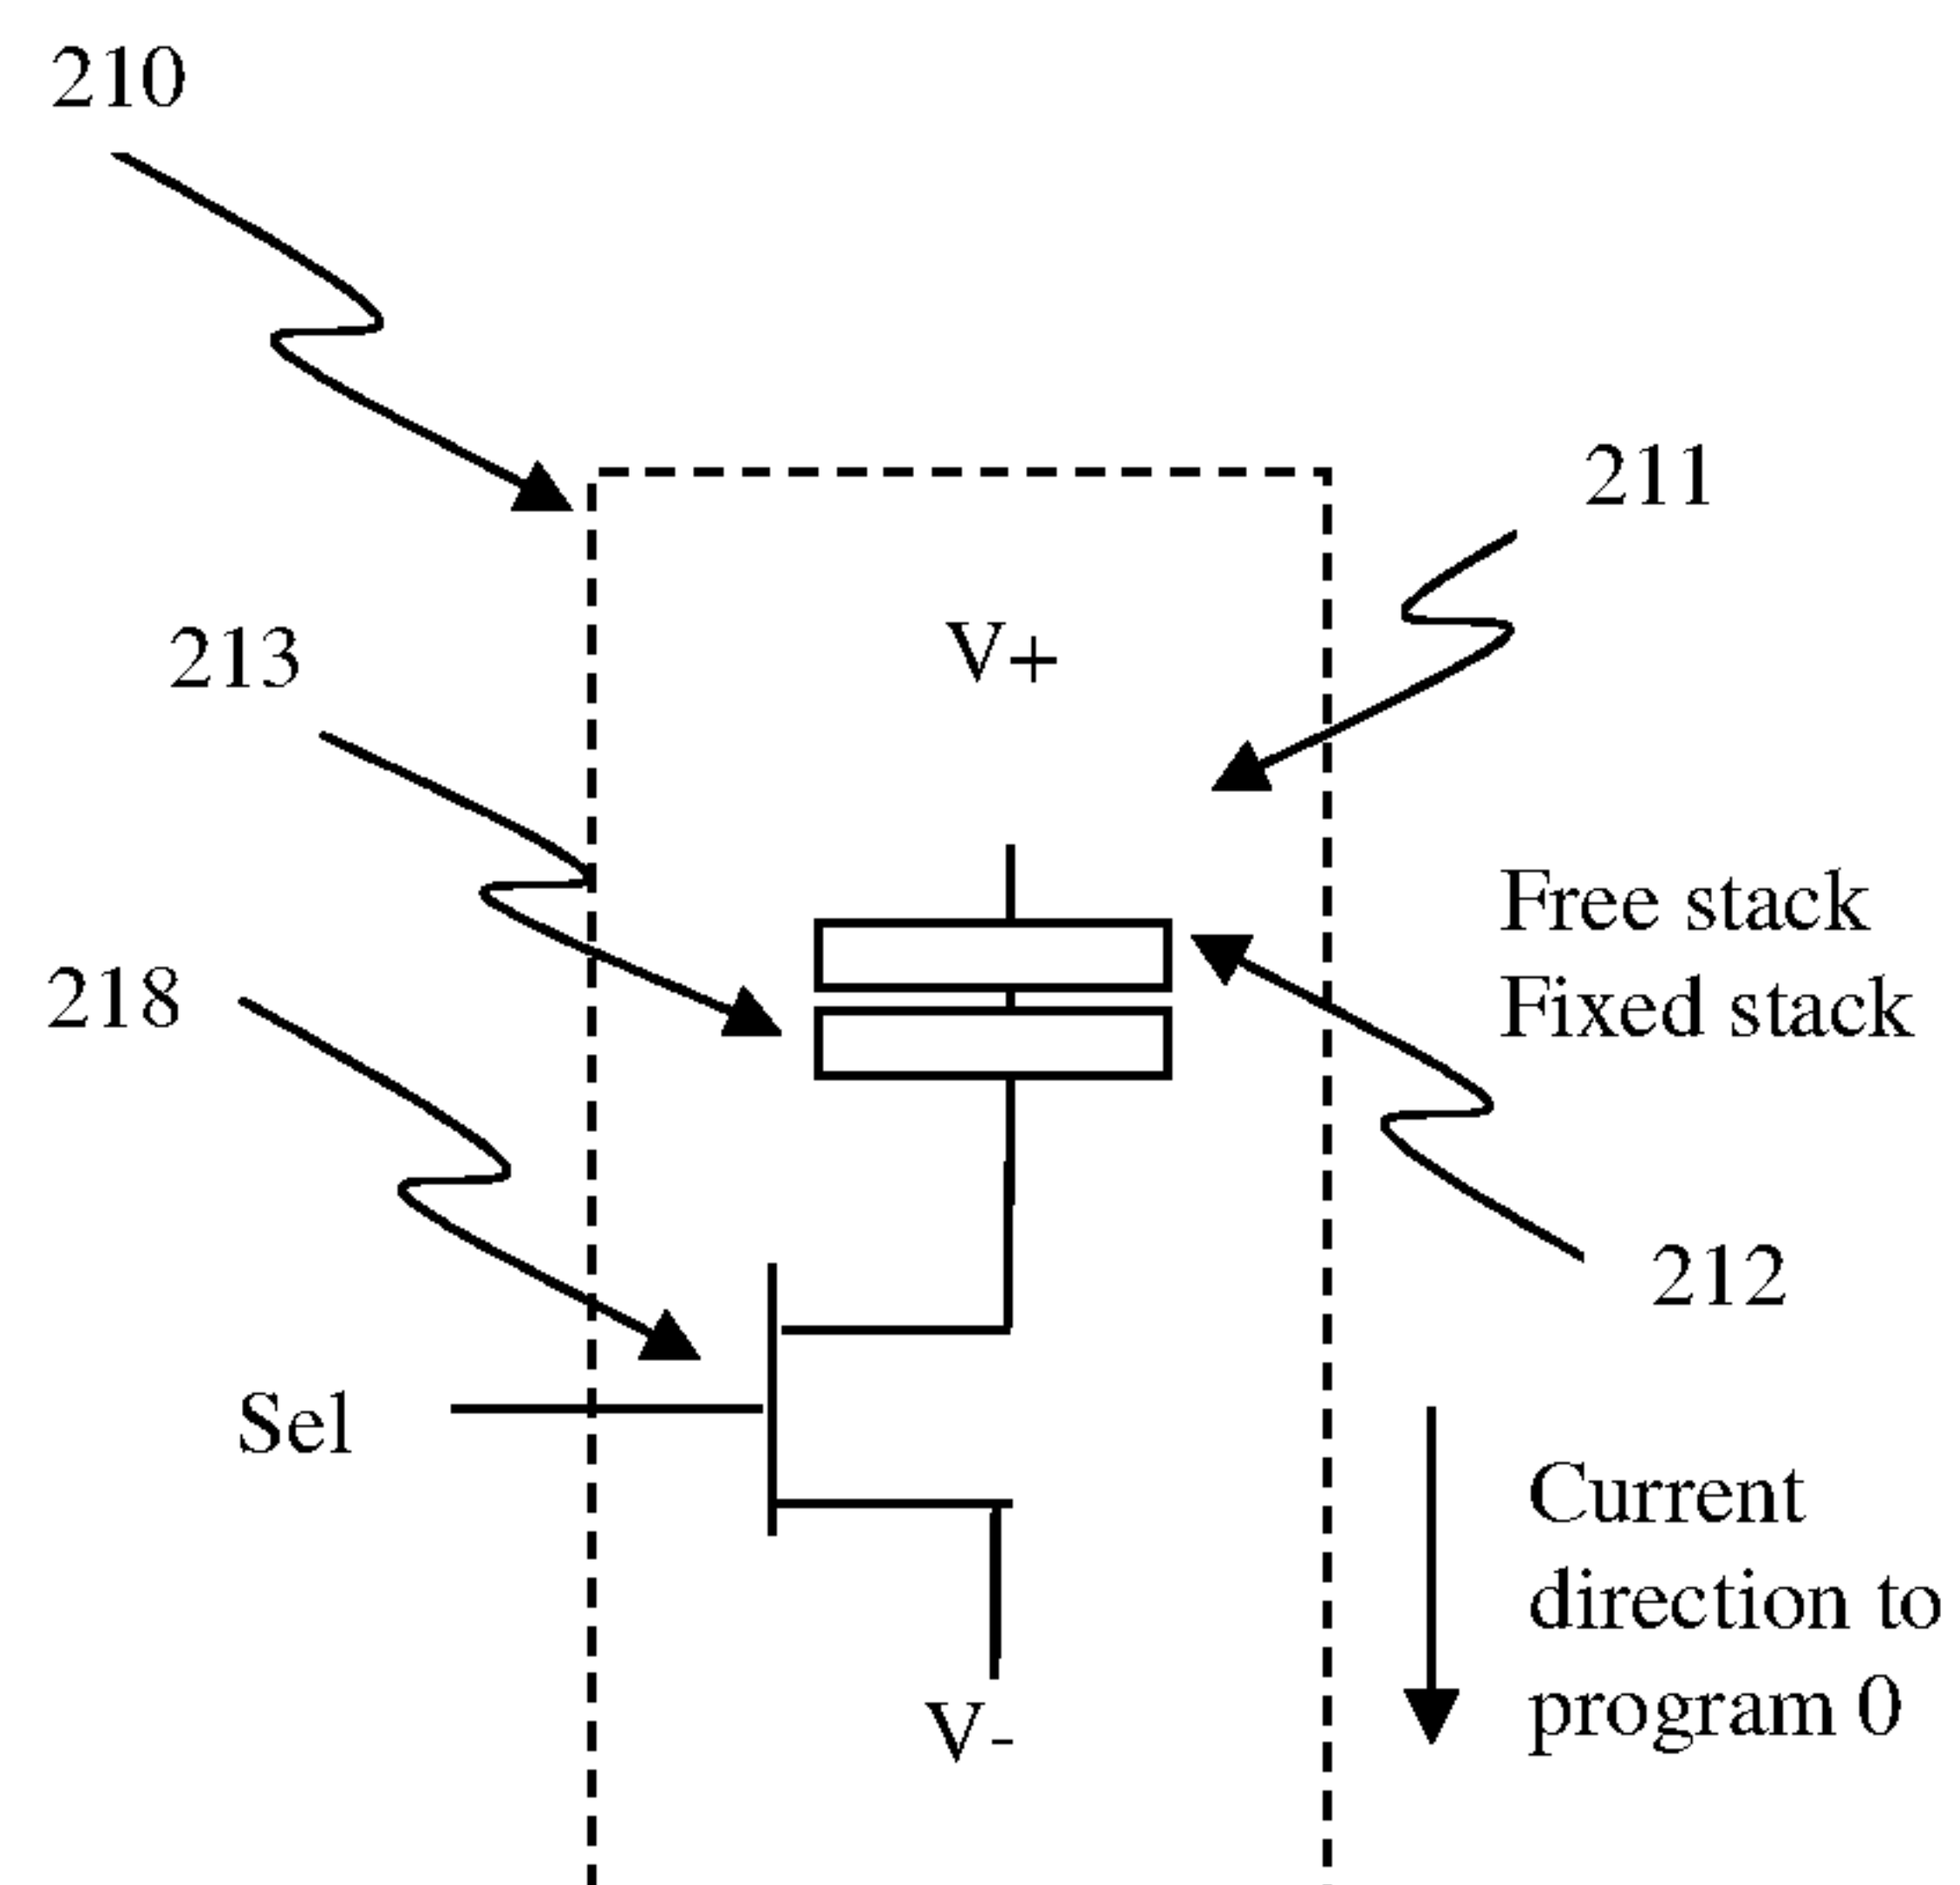 210
211
V+
213
Free stack
218
Fixed stack
212
Sel
Current
direction to
program 0
V-